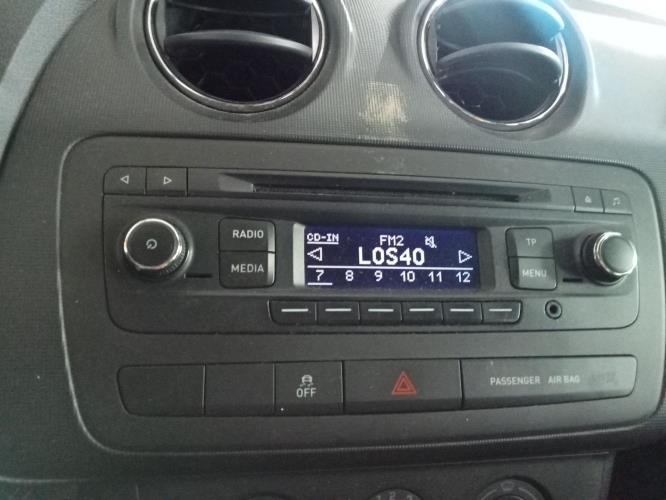 CD-IN FM2
RADIO LOS40 TP
MEDIA 7 8 9 10 11 12 MENU
OFF PASSENGER AIR BAG